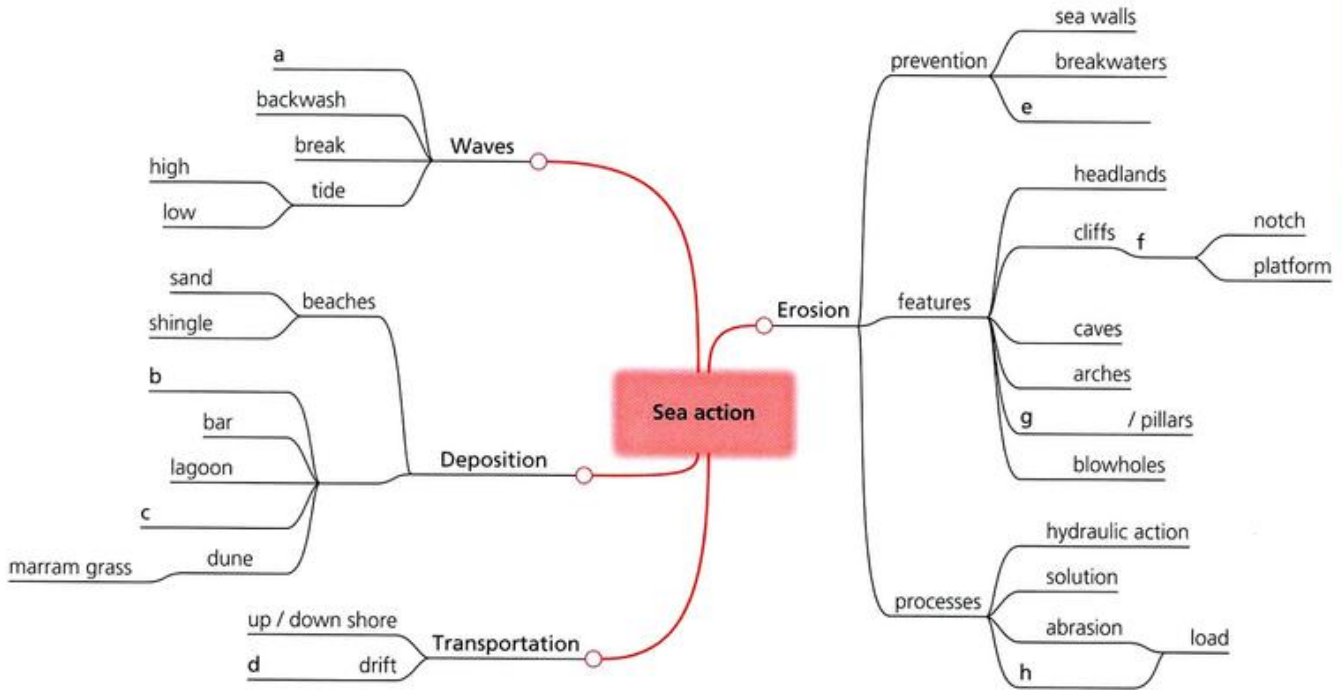 Sea action
Waves
a
backwash
break
tide
high
low
Deposition
beaches
sand
shingle
b
bar
lagoon
c
dune
marram grass
Transportation
up / down shore
d drift
Erosion
prevention
sea walls
breakwaters
e
features
headlands
cliffs f
notch
platform
caves
arches
g / pillars
blowholes
processes
hydraulic action
solution
abrasion
load
h